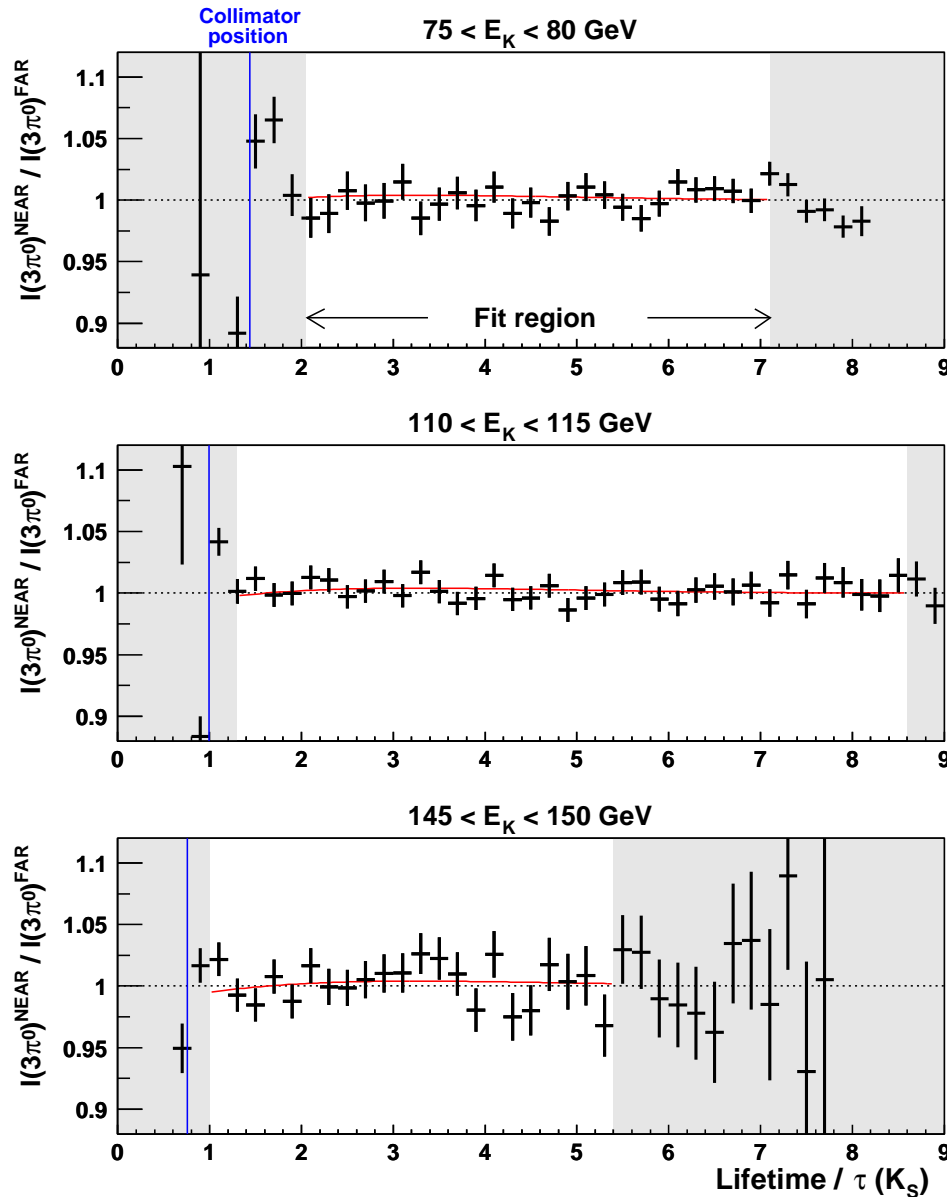 Collimator
position
75 < E_K < 80 GeV
I(3π⁰)^NEAR / I(3π⁰)^FAR
1.1
1.05
1
0.95
0.9
Fit region
0 1 2 3 4 5 6 7 8 9
110 < E_K < 115 GeV
I(3π⁰)^NEAR / I(3π⁰)^FAR
1.1
1.05
1
0.95
0.9
0 1 2 3 4 5 6 7 8 9
145 < E_K < 150 GeV
I(3π⁰)^NEAR / I(3π⁰)^FAR
1.1
1.05
1
0.95
0.9
0 1 2 3 4 5 6 7 8 9
Lifetime / τ (K_S)